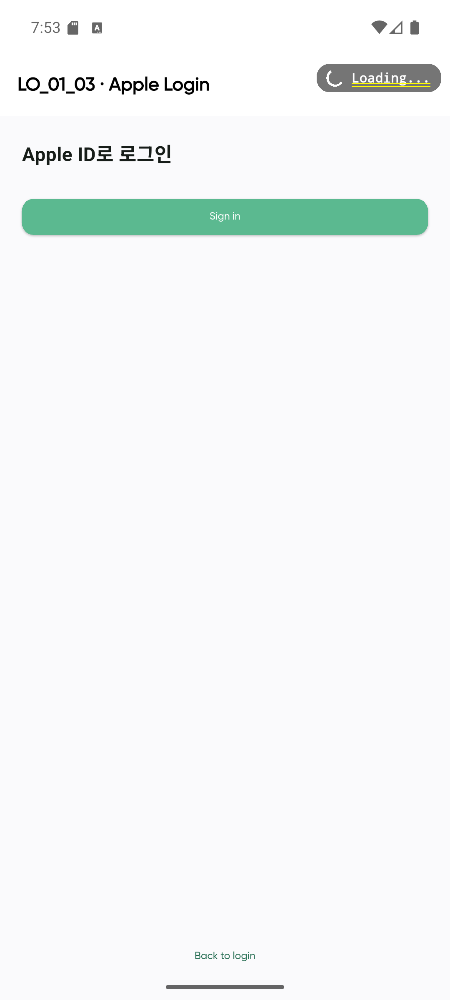 7:53
LO_01_03 · Apple Login
Loading...
Apple ID로 로그인
Sign in
Back to login